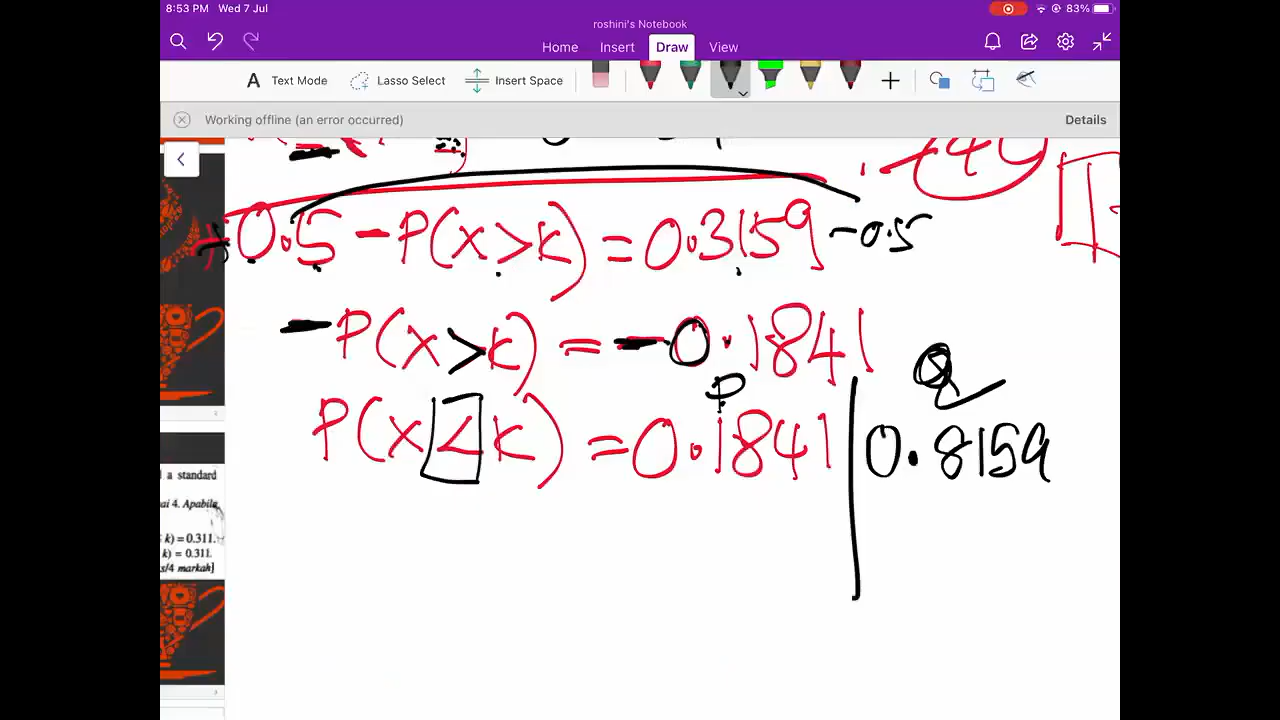 8:53 PM Wed 7 Jul
83%
roshini's Notebook
Home Insert Draw View
A Text Mode Lasso Select Insert Space
Working offline (an error occurred) Details
+0.5 - P(x > k) = 0.3159 - 0.5
- P(x > k) = - 0.1841
P Q
P(x < k) = 0.1841 | 0.8159
a standard
ai 4. Apabila
k) = 0.311.
k) = 0.311.
s/4 markah]